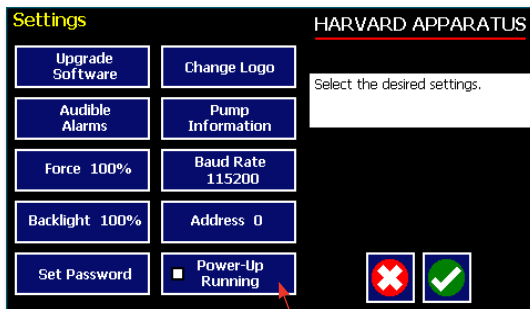 Settings
HARVARD APPARATUS
Upgrade
Software
Change Logo
Select the desired settings.
Audible
Alarms
Pump
Information
Force 100%
Baud Rate
115200
Backlight 100%
Address 0
Set Password
Power-Up
Running